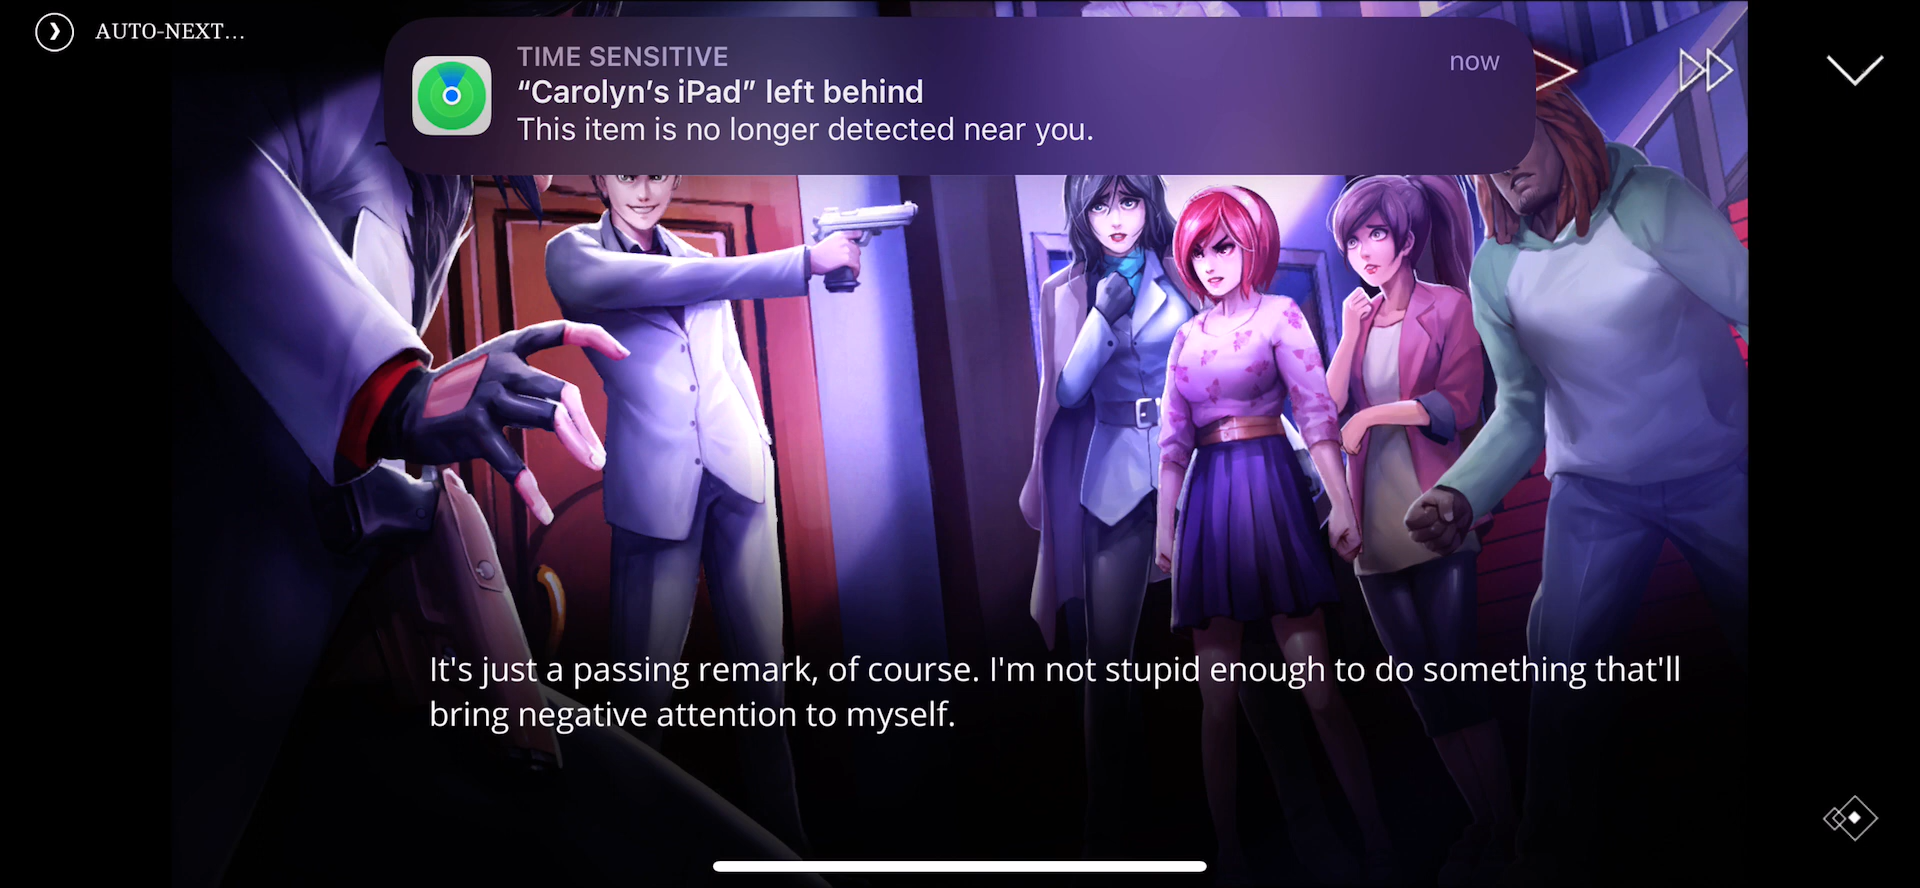 AUTO-NEXT...
TIME SENSITIVE
now
“Carolyn’s iPad” left behind
This item is no longer detected near you.
It's just a passing remark, of course. I'm not stupid enough to do something that'll
bring negative attention to myself.